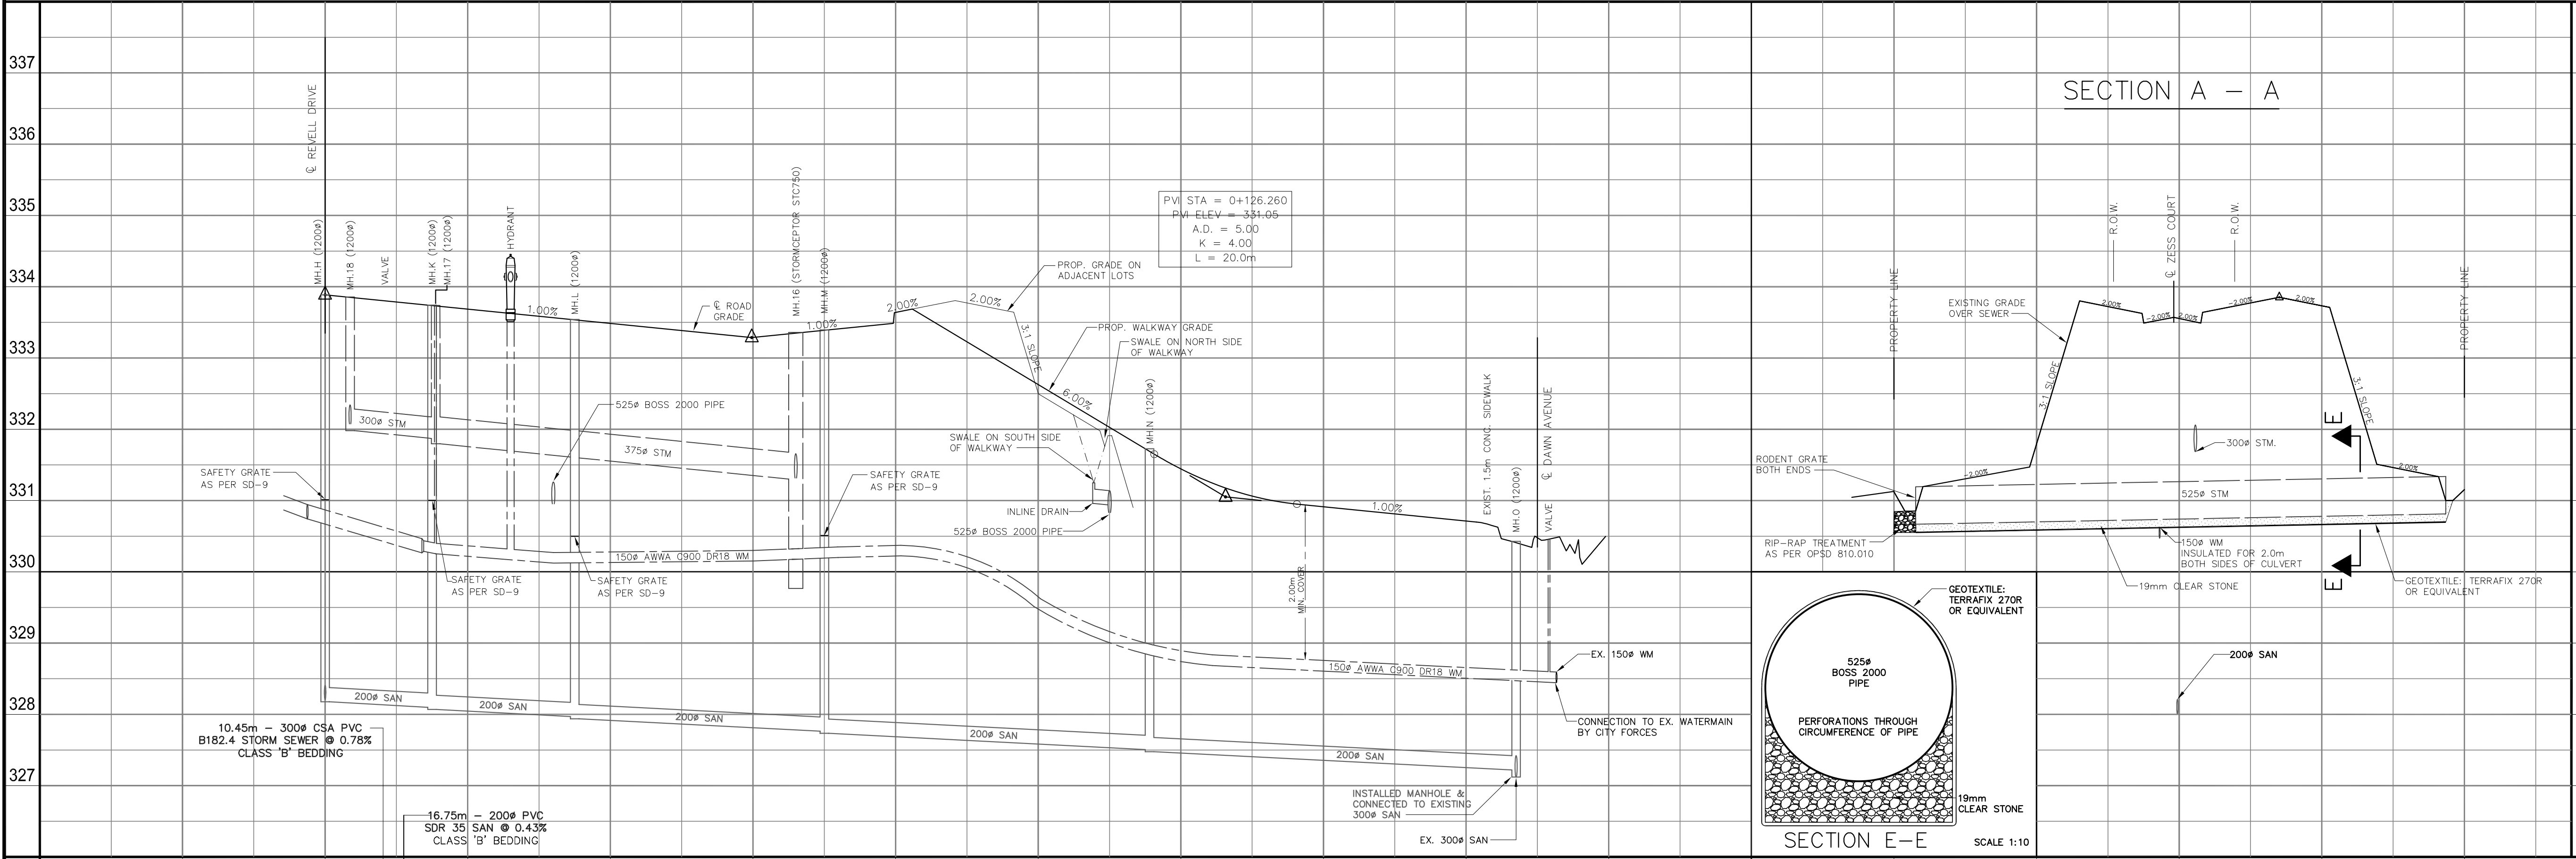 337
336
335
334
333
332
331
330
329
328
327
℄ REVELL DRIVE
MH.H (1200ø)
MH.18 (1200ø)
VALVE
MH.K (1200ø)
MH.17 (1200ø)
HYDRANT
MH.L (1200ø)
MH.16 (STORMCEPTOR STC750)
MH.M (1200ø)
1.00%
℄ ROAD
GRADE
1.00%
2.00%
2.00%
PVI STA = 0+126.260
PVI ELEV = 331.05
A.D. = 5.00
K = 4.00
L = 20.0m
PROP. GRADE ON
ADJACENT LOTS
3:1 SLOPE
PROP. WALKWAY GRADE
SWALE ON NORTH SIDE
OF WALKWAY
6.00%
MH.N (1200ø)
SWALE ON SOUTH SIDE
OF WALKWAY
INLINE DRAIN
525ø BOSS 2000 PIPE
1.00%
2.00m
MIN. COVER
EXIST. 1.5m CONC. SIDEWALK
MH.O (1200ø)
VALVE
℄ DAWN AVENUE
300ø STM
375ø STM
525ø BOSS 2000 PIPE
SAFETY GRATE
AS PER SD-9
SAFETY GRATE
AS PER SD-9
SAFETY GRATE
AS PER SD-9
SAFETY GRATE
AS PER SD-9
150ø AWWA C900 DR18 WM
150ø AWWA C900 DR18 WM
EX. 150ø WM
CONNECTION TO EX. WATERMAIN
BY CITY FORCES
200ø SAN
200ø SAN
200ø SAN
200ø SAN
200ø SAN
10.45m - 300ø CSA PVC
B182.4 STORM SEWER @ 0.78%
CLASS 'B' BEDDING
16.75m - 200ø PVC
SDR 35 SAN @ 0.43%
CLASS 'B' BEDDING
INSTALLED MANHOLE &
CONNECTED TO EXISTING
300ø SAN
EX. 300ø SAN
SECTION A - A
PROPERTY LINE
R.O.W.
℄ ZESS COURT
R.O.W.
PROPERTY LINE
EXISTING GRADE
OVER SEWER
2.00%
-2.00%
2.00%
-2.00%
2.00%
3:1 SLOPE
3:1 SLOPE
300ø STM.
E
RODENT GRATE
BOTH ENDS
-2.00%
2.00%
525ø STM
RIP-RAP TREATMENT
AS PER OPSD 810.010
150ø WM
INSULATED FOR 2.0m
BOTH SIDES OF CULVERT
19mm CLEAR STONE
E
GEOTEXTILE: TERRAFIX 270R
OR EQUIVALENT
200ø SAN
GEOTEXTILE:
TERRAFIX 270R
OR EQUIVALENT
525ø
BOSS 2000
PIPE
PERFORATIONS THROUGH
CIRCUMFERENCE OF PIPE
19mm
CLEAR STONE
SECTION E-E
SCALE 1:10